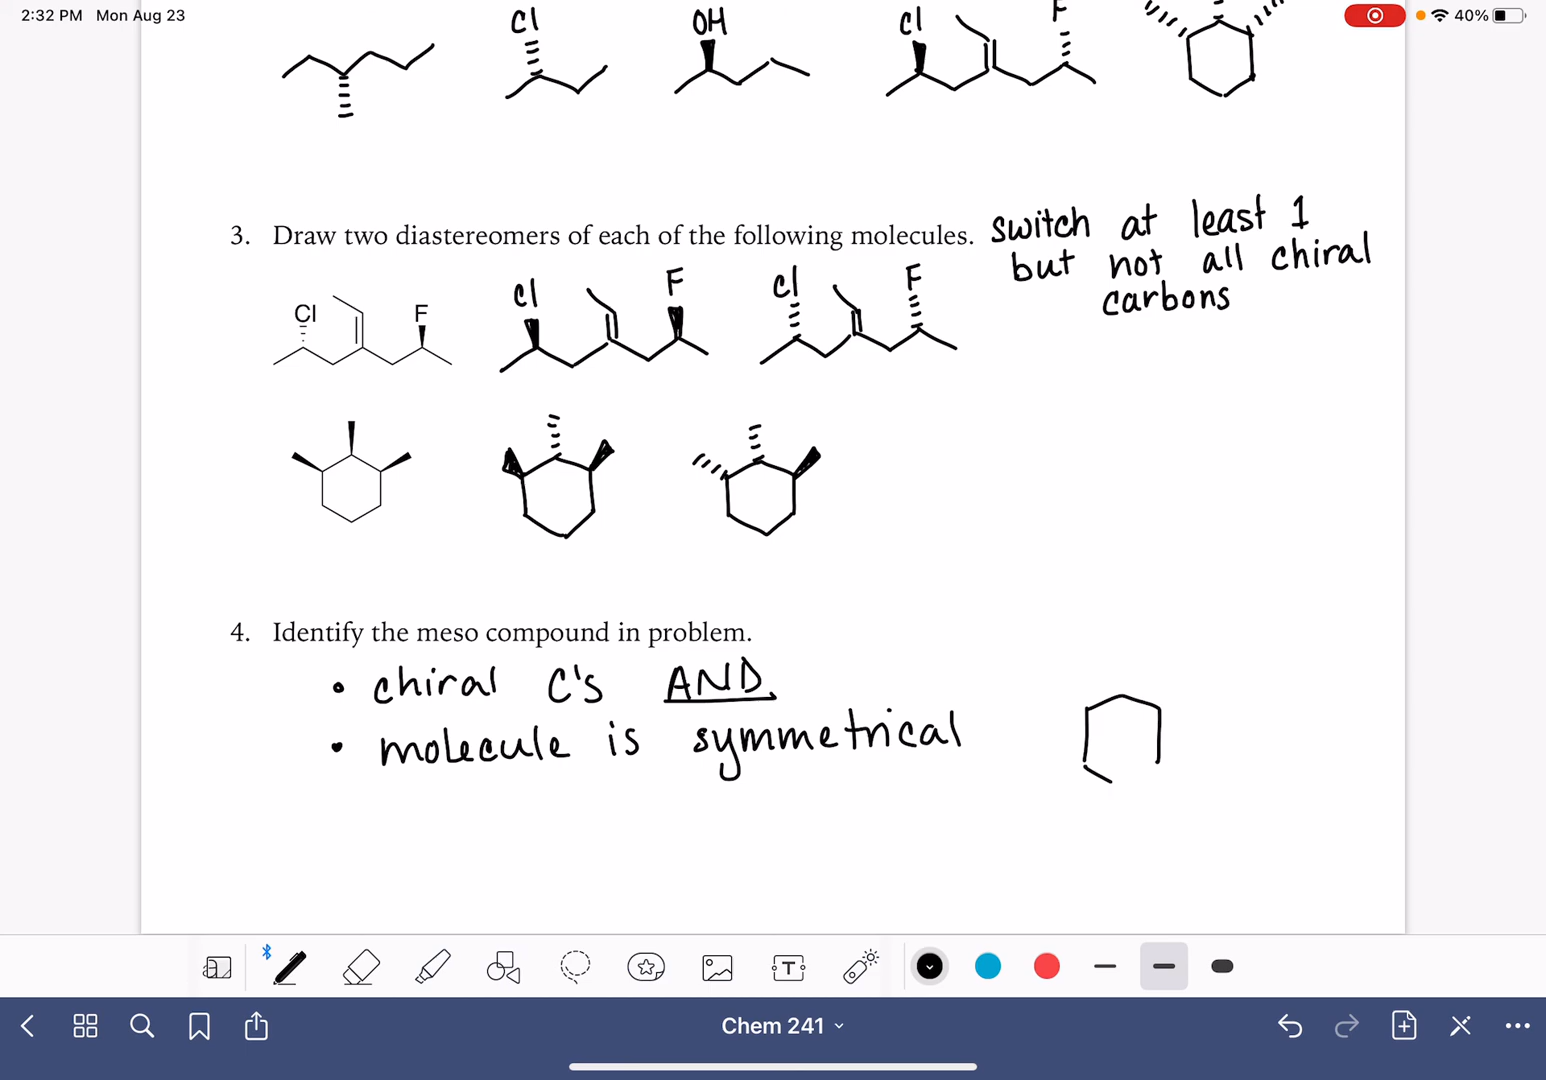 2:32 PM Mon Aug 23
40%
Cl OH Cl F
3. Draw two diastereomers of each of the following molecules. switch at least 1
but not all chiral
carbons
Cl F Cl F Cl F
4. Identify the meso compound in problem.
• chiral C's AND
• molecule is symmetrical
a T
Chem 241